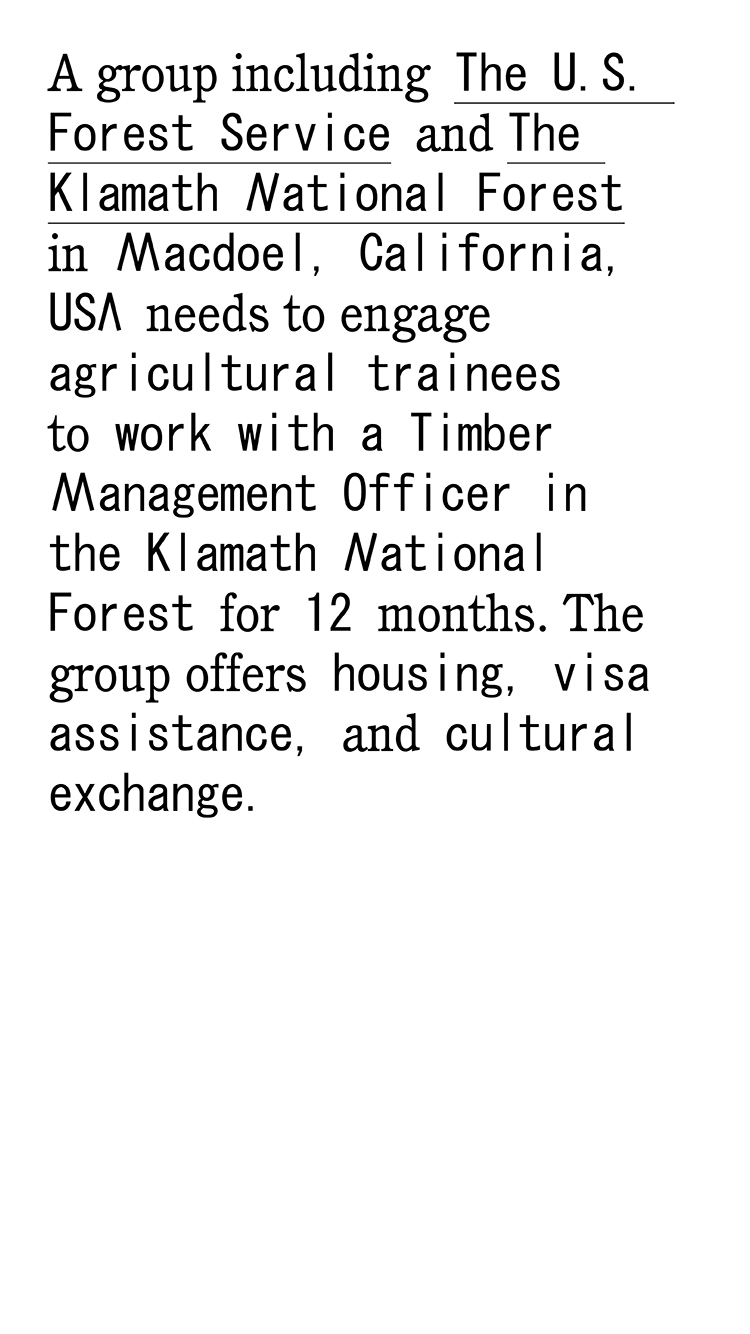 A group including The U.S.
Forest Service and The
Klamath National Forest
in Macdoel, California,
USA needs to engage
agricultural trainees
to work with a Timber
Management Officer in
the Klamath National
Forest for 12 months. The
group offers housing, visa
assistance, and cultural
exchange.